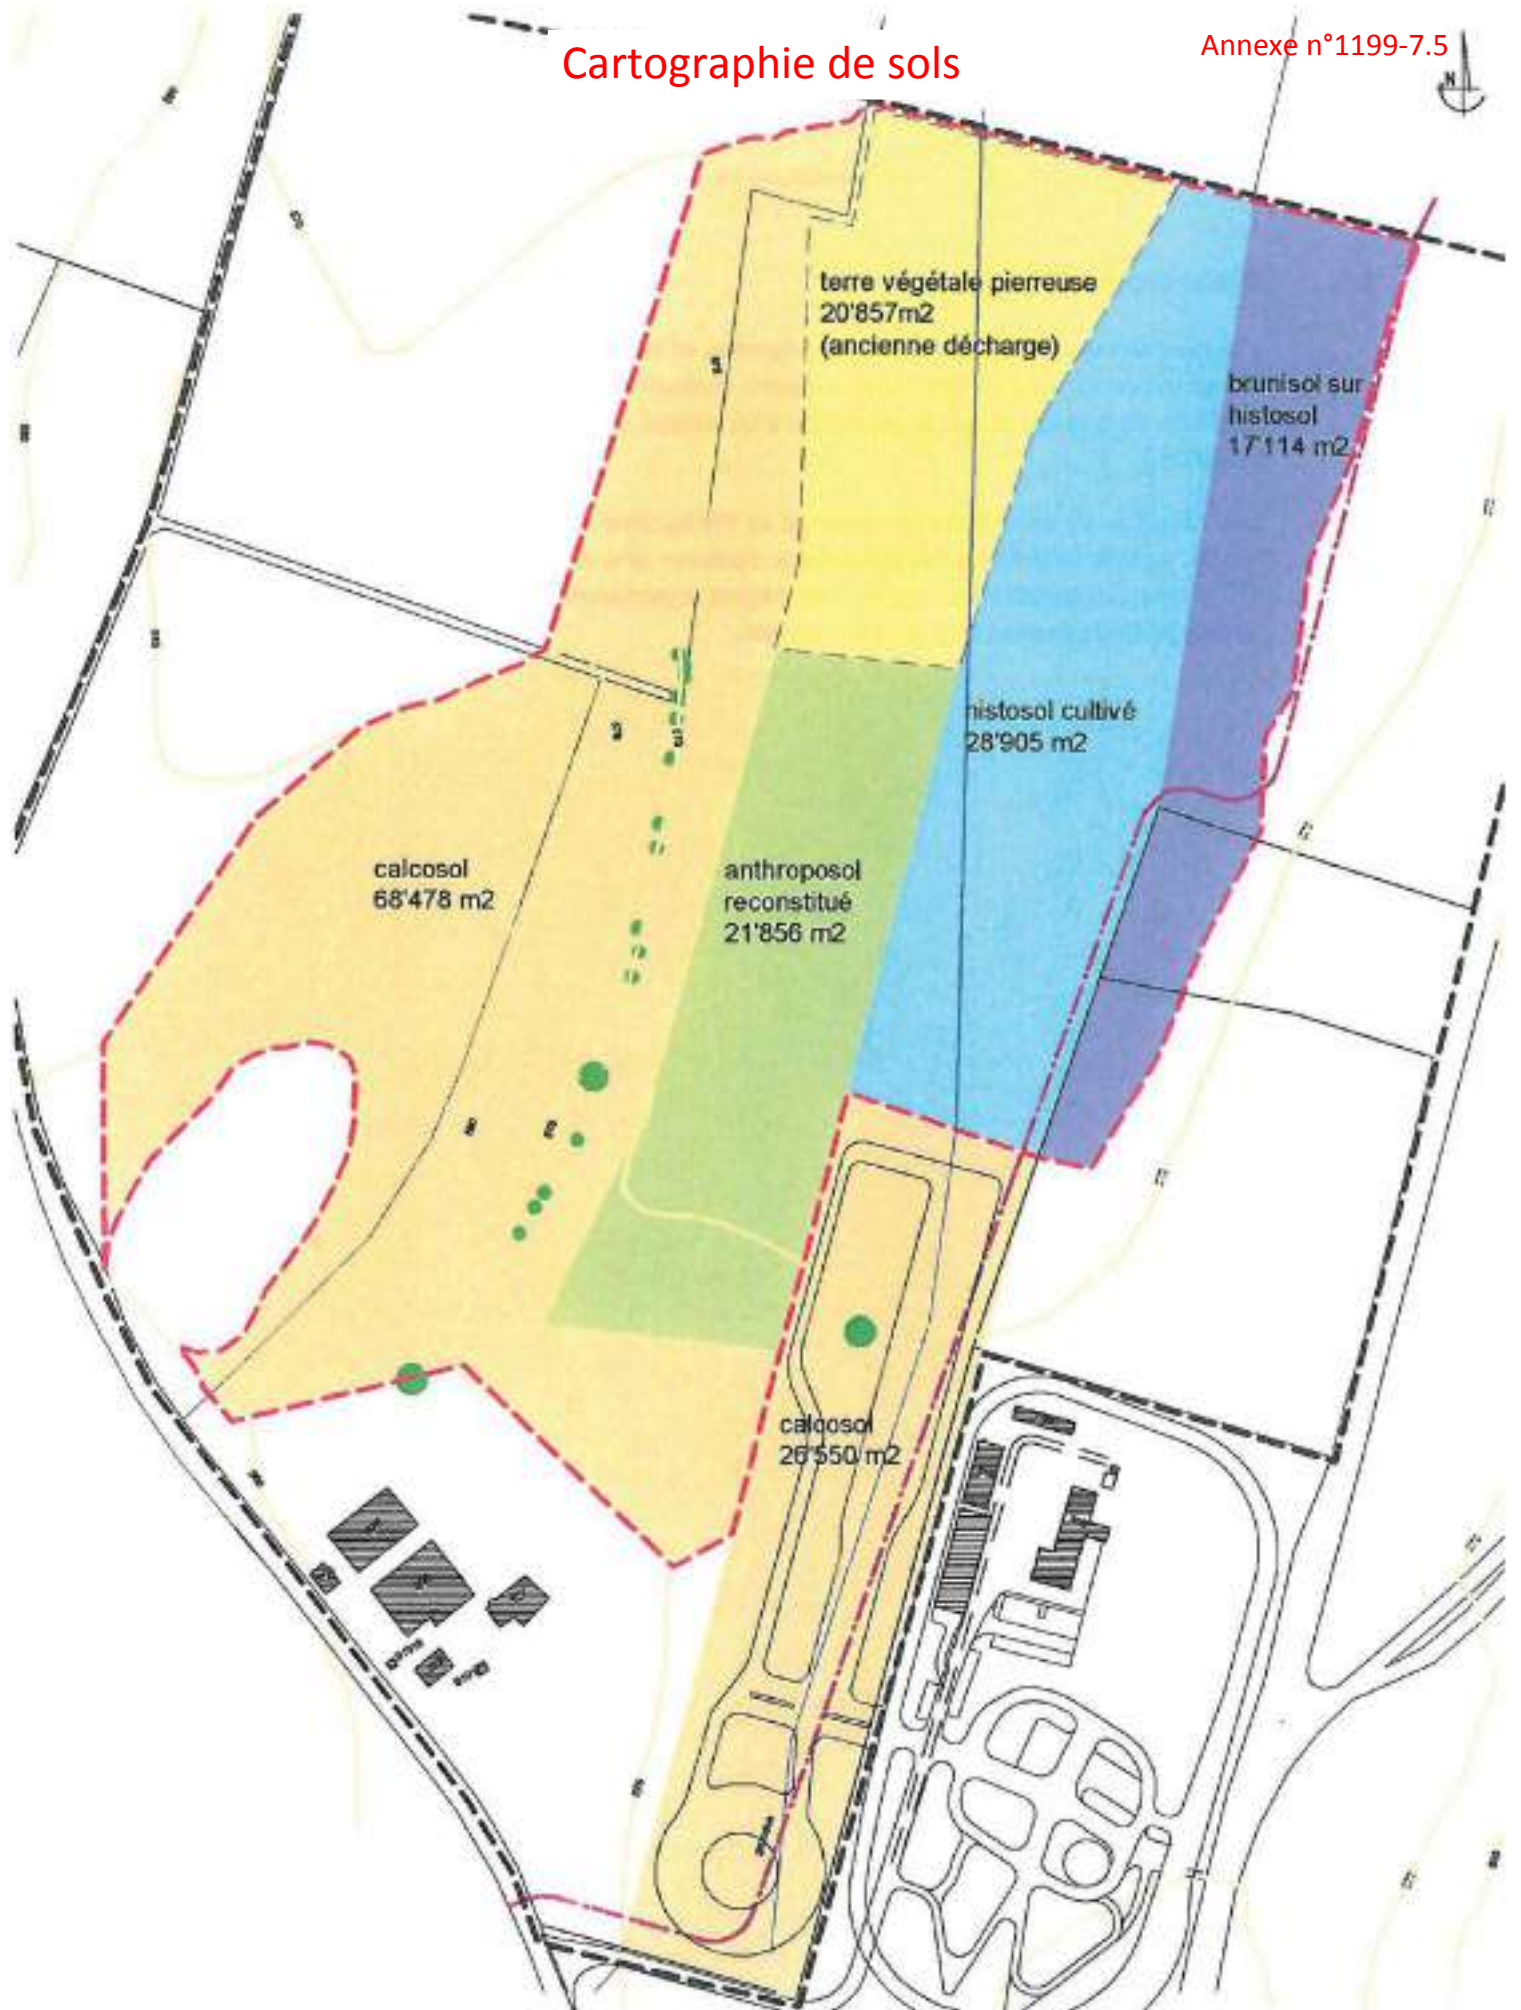 Cartographie de sols
Annexe n°1199-7.5
N
terre végétale pierreuse
20'857m2
(ancienne décharge)
brunisol sur
histosol
17'114 m2
histosol cultivé
28'905 m2
calcosol
68'478 m2
anthroposol
reconstitué
21'856 m2
calcosol
26'550 m2